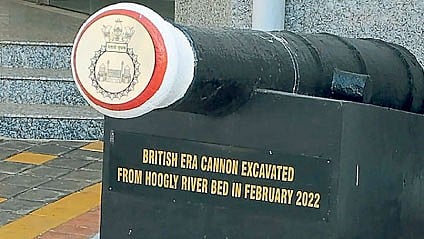 BRITISH ERA CANNON EXCAVATED
FROM HOOGLY RIVER BED IN FEBRUARY 2022